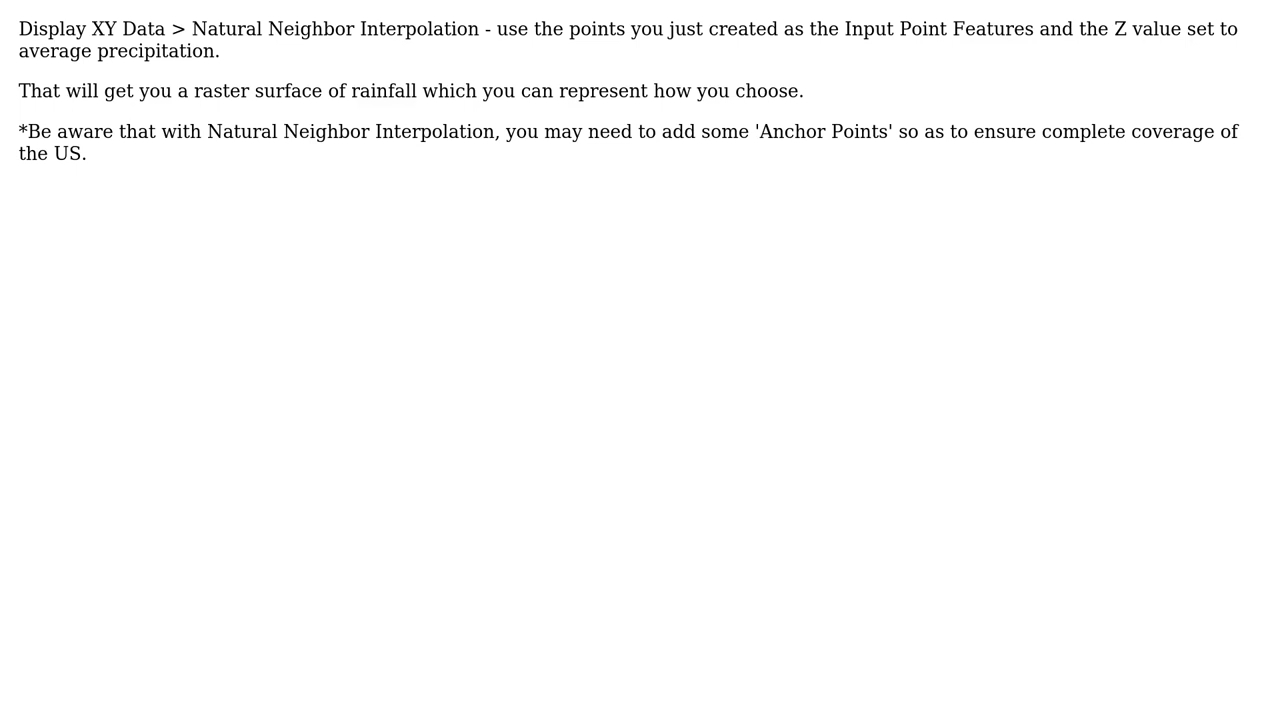 Display XY Data > Natural Neighbor Interpolation - use the points you just created as the Input Point Features and the Z value set to
average precipitation.
That will get you a raster surface of rainfall which you can represent how you choose.
*Be aware that with Natural Neighbor Interpolation, you may need to add some 'Anchor Points' so as to ensure complete coverage of
the US.